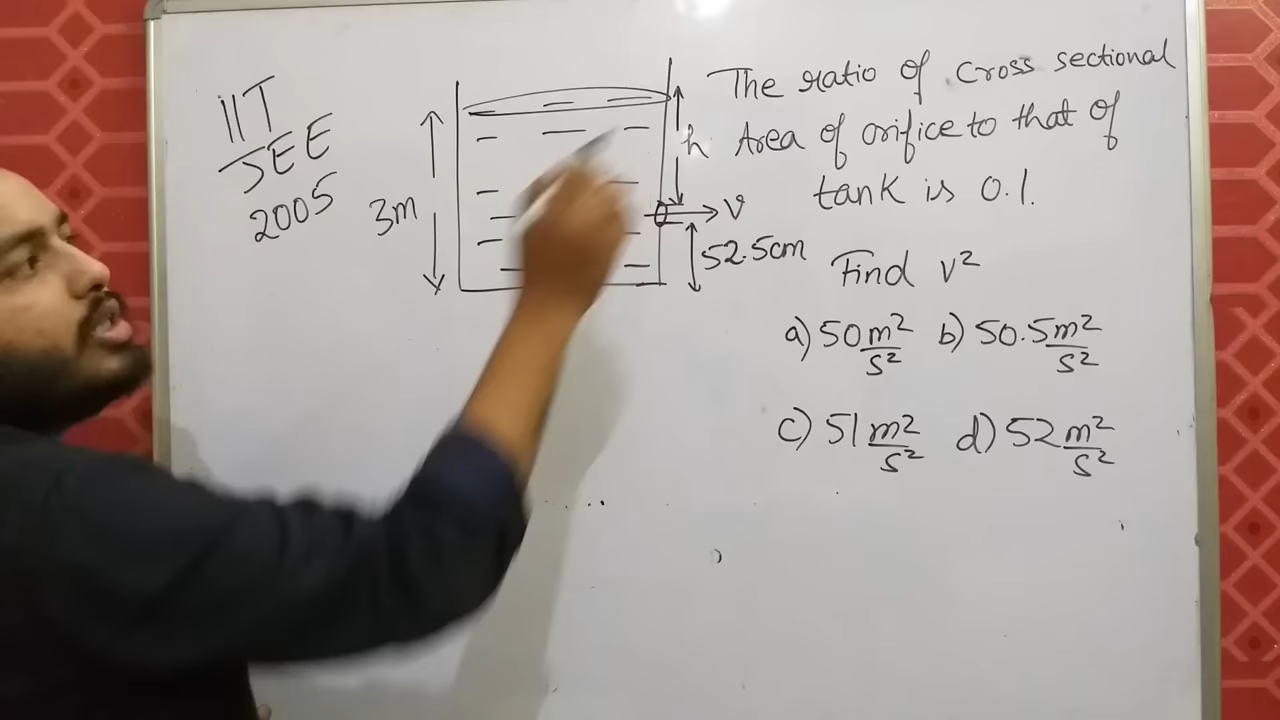 IIT
JEE
2005
3m
h
v
52.5cm
The ratio of cross sectional
Area of orifice to that of
tank is 0.1.
Find v²
a) 50 m²/s² b) 50.5 m²/s²
c) 51 m²/s² d) 52 m²/s²